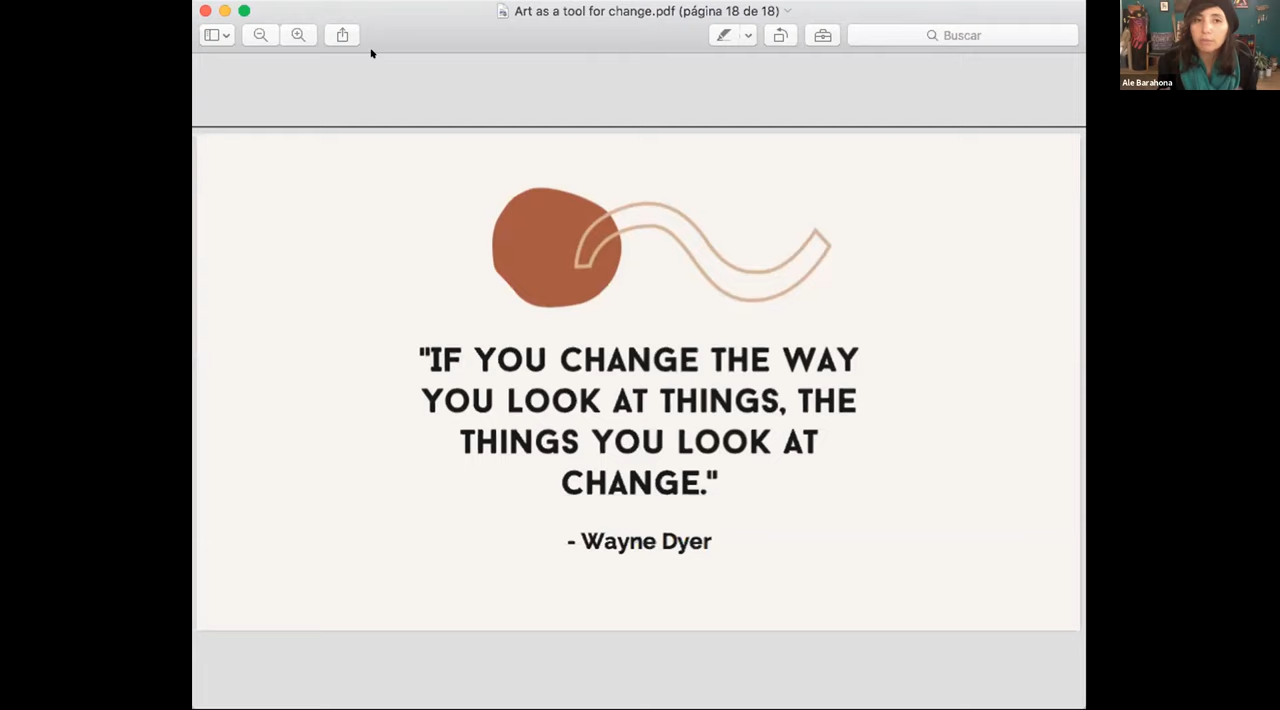 Art as a tool for change.pdf (página 18 de 18)
Buscar
Ale Barahona
"IF YOU CHANGE THE WAY
YOU LOOK AT THINGS, THE
THINGS YOU LOOK AT
CHANGE."
- Wayne Dyer